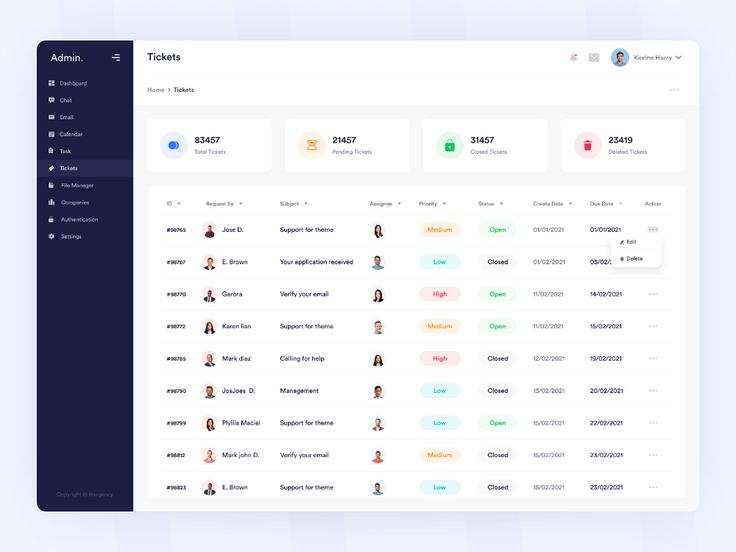 Admin.
Dashboard
Chat
Email
Calendar
Task
Tickets
File Manager
Companies
Authentication
Settings
Tickets
Kevine Harry
Home > Tickets
83457
Total Tickets
21457
Pending Tickets
31457
Closed Tickets
23419
Deleted Tickets
ID Request by Subject Assignee Priority Status Create Date Due Date Action
#98765 Jose D. Support for theme Medium Open 01/01/2021 01/01/2021
Edit
Delete
#98767 E. Brown Your application received Low Closed 01/02/2021 05/02/
#98770 Gerora Verify your email High Open 11/02/2021 14/02/2021
#98772 Karen lian Support for theme Medium Open 11/02/2021 15/02/2021
#98785 Mark diaz Calling for help High Closed 12/02/2021 19/02/2021
#98790 JosJoes D. Management Low Closed 13/02/2021 20/02/2021
#98799 Plyllia Maciel Support for theme Low Open 15/02/2021 22/02/2021
#98812 Mark john D. Verify your email Medium Closed 15/02/2021 23/02/2021
#98823 E. Brown Support for theme Low Closed 15/02/2021 23/02/2021
Copyright ©